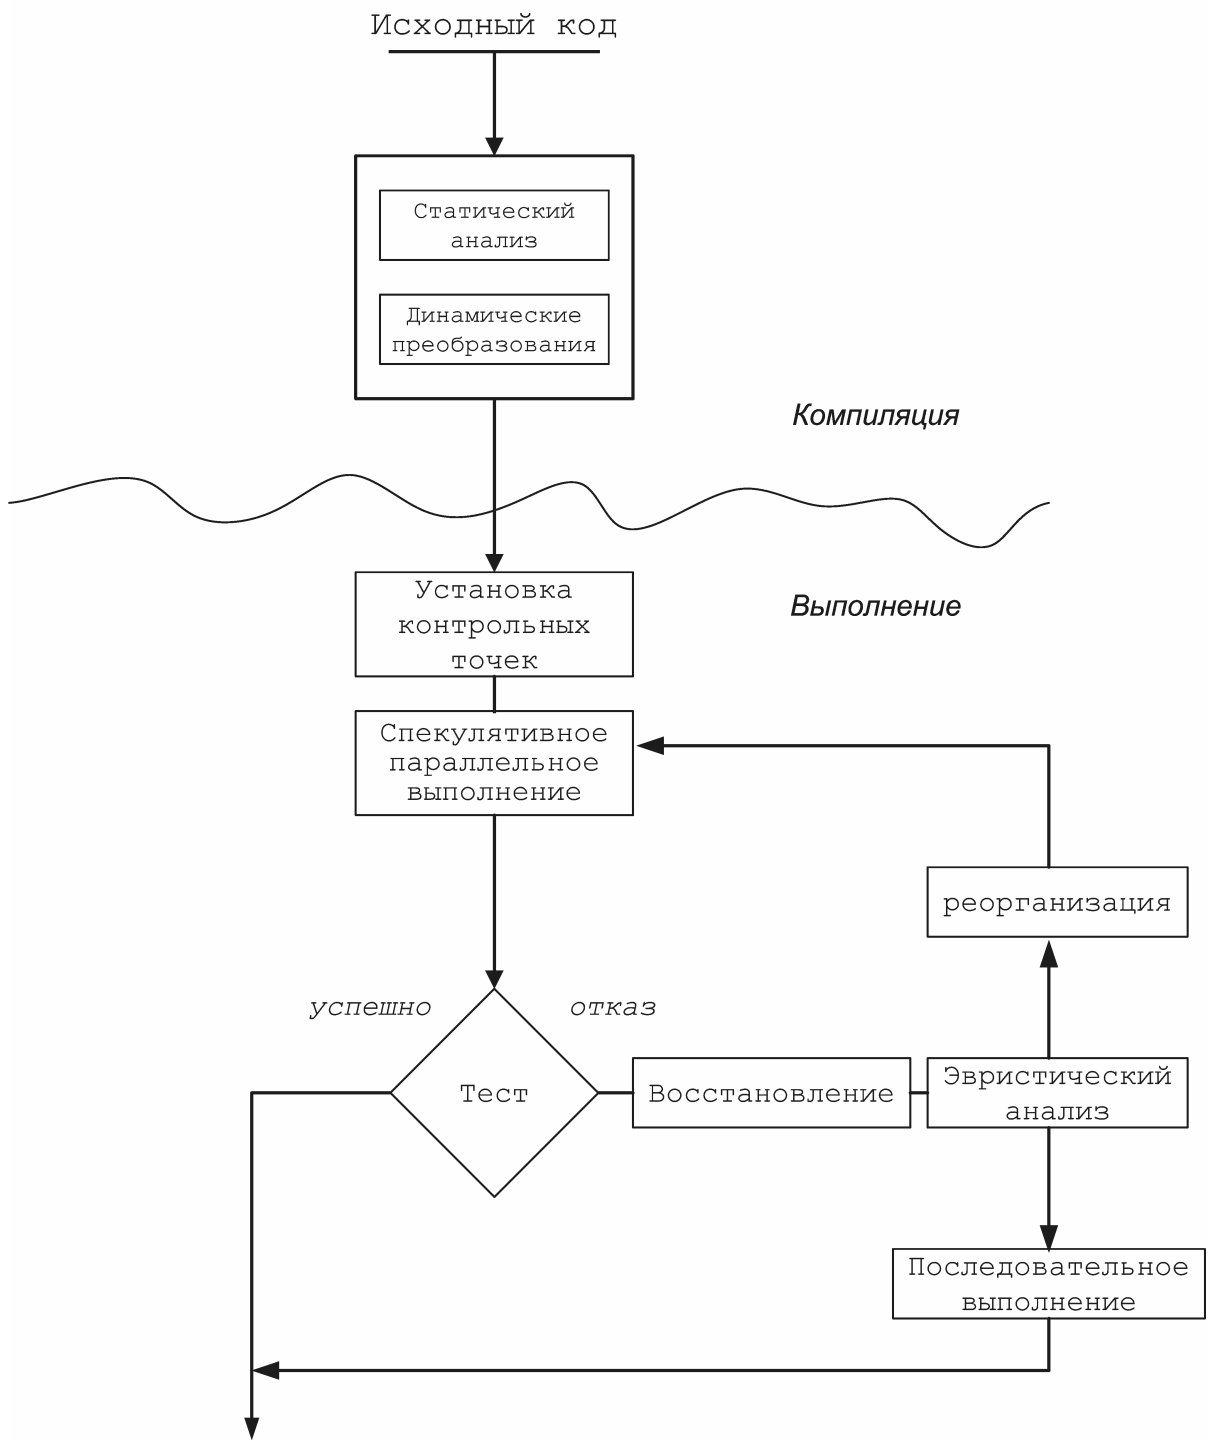 Исходный код
Статический
анализ
Динамические
преобразования
Компиляция
Установка
контрольных
точек
Выполнение
Спекулятивное
параллельное
выполнение
реорганизация
успешно
отказ
Тест
Восстановление
Эвристический
анализ
Последовательное
выполнение